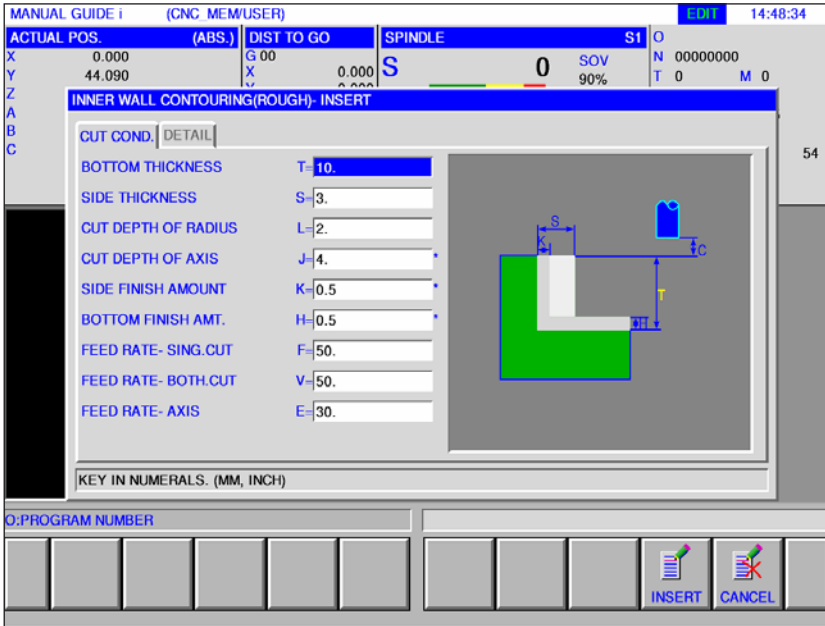 MANUAL GUIDE i (CNC_MEM/USER) EDIT 14:48:34
ACTUAL POS. (ABS.) DIST TO GO SPINDLE S1 O
X 0.000 G 00 N 00000000
Y 44.090 X 0.000 S 0 SOV 90% T 0 M 0
Z
A
B
C 54
INNER WALL CONTOURING(ROUGH)- INSERT
CUT COND. DETAIL
BOTTOM THICKNESS T=10.
SIDE THICKNESS S=3.
CUT DEPTH OF RADIUS L=2.
CUT DEPTH OF AXIS J=4. *
SIDE FINISH AMOUNT K=0.5 *
BOTTOM FINISH AMT. H=0.5 *
FEED RATE- SING.CUT F=50.
FEED RATE- BOTH.CUT V=50.
FEED RATE- AXIS E=30.
S
K
C
T
H
KEY IN NUMERALS. (MM, INCH)
O:PROGRAM NUMBER
INSERT CANCEL